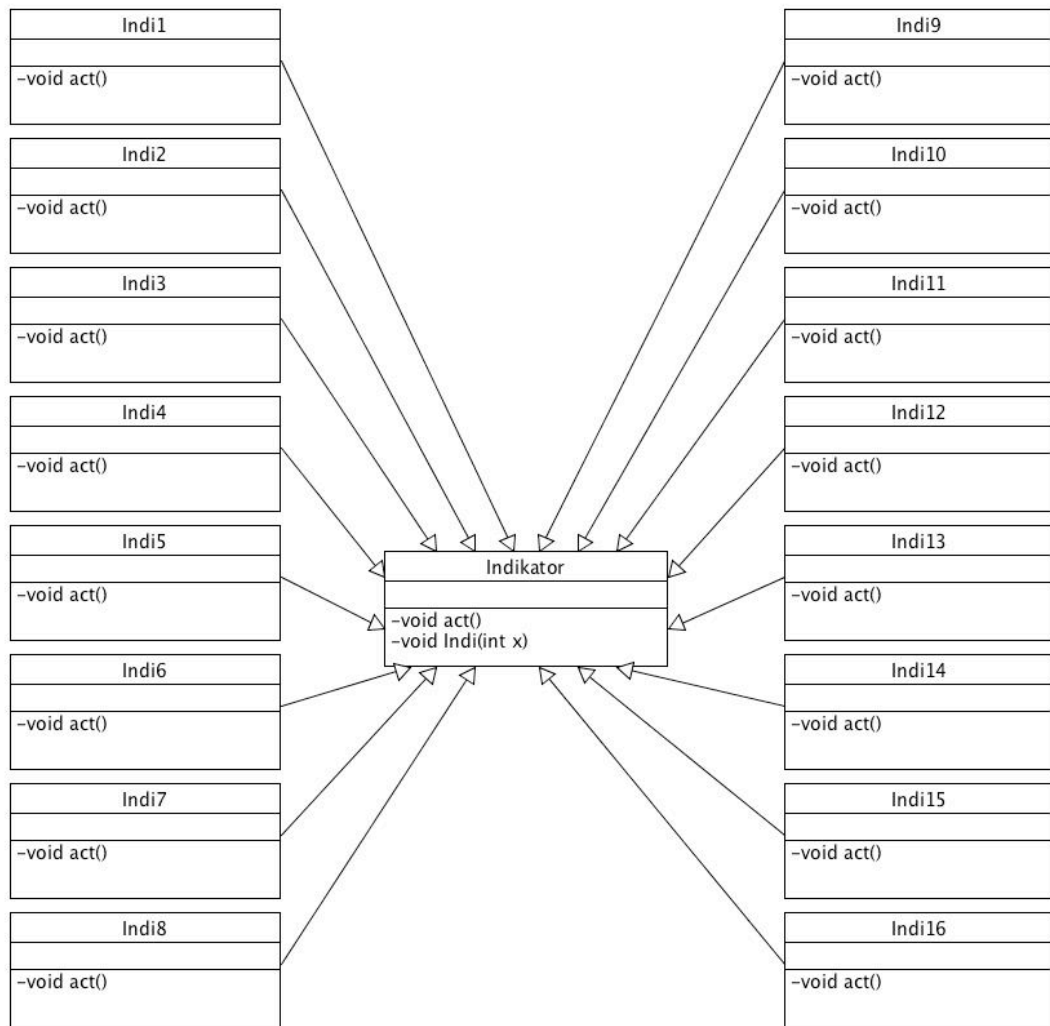 Indi1
–void act()
Indi2
–void act()
Indi3
–void act()
Indi4
–void act()
Indi5
–void act()
Indi6
–void act()
Indi7
–void act()
Indi8
–void act()
Indikator
–void act()
–void Indi(int x)
Indi9
–void act()
Indi10
–void act()
Indi11
–void act()
Indi12
–void act()
Indi13
–void act()
Indi14
–void act()
Indi15
–void act()
Indi16
–void act()